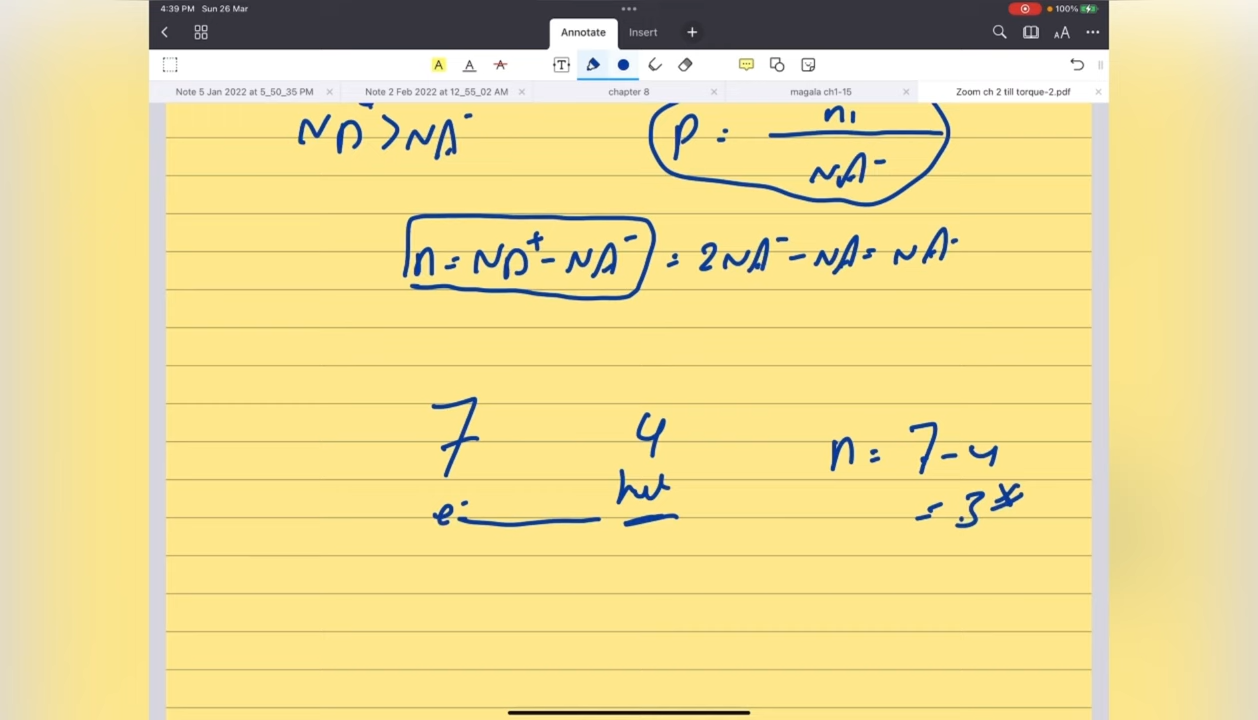 4:39 PM Sun 26 Mar
100%
Annotate Insert +
Note 5 Jan 2022 at 5_50_35 PM × Note 2 Feb 2022 at 12_55_02 AM × chapter 8 × magala ch1-15 × Zoom ch 2 till torque-2.pdf ×
ND⁺ > NA⁻
P = nı / NA⁻
n = ND⁺ - NA⁻ = 2NA⁻ - NA = NA⁻
7 4 n = 7 - 4
e⁻ = 3*